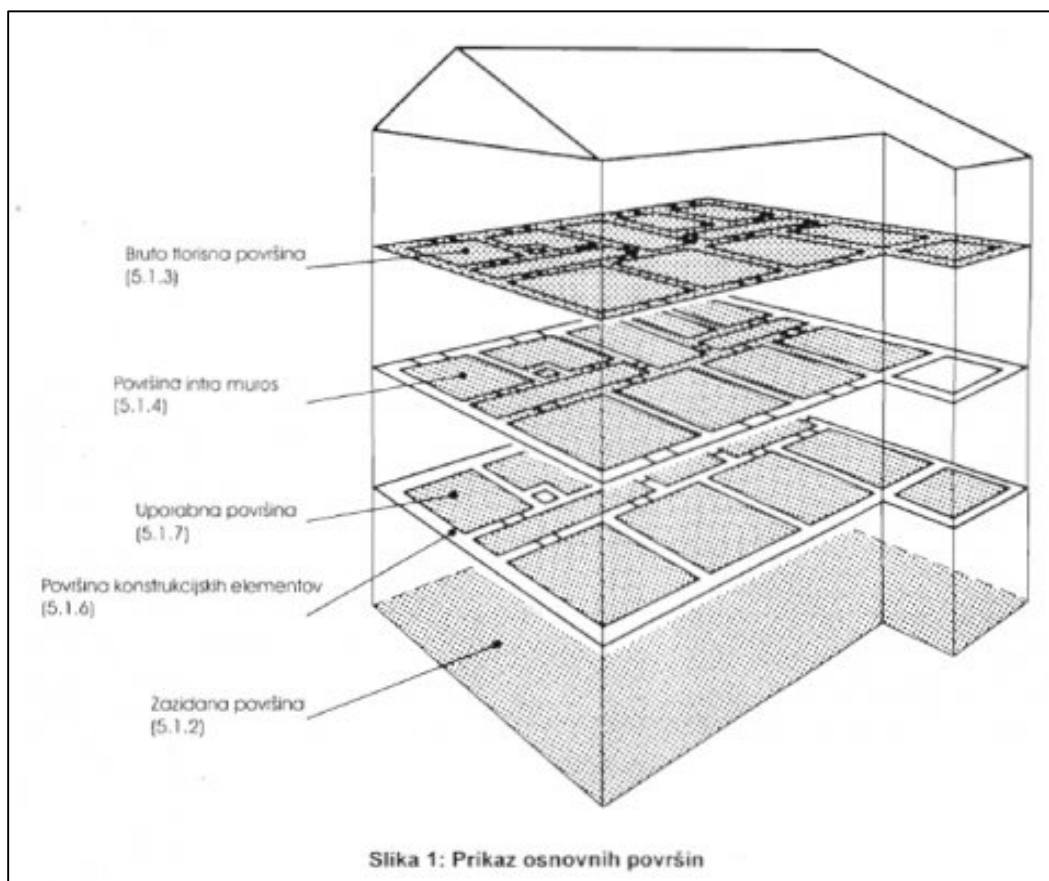 Bruto tlorisna površina
(5.1.3)
Površina intra muros
(5.1.4)
Uporabna površina
(5.1.7)
Površina konstrukcijskih elementov
(5.1.6)
Zazidana površina
(5.1.2)
Slika 1: Prikaz osnovnih površin